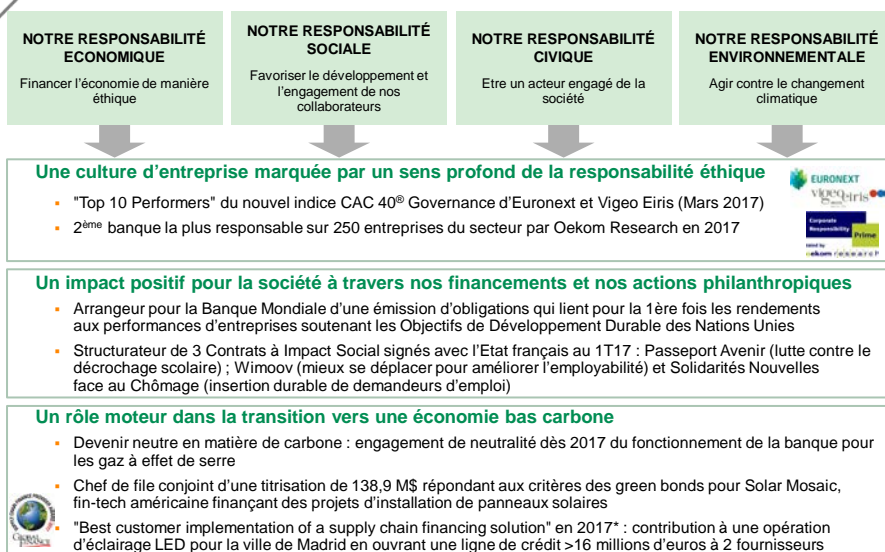 NOTRE RESPONSABILITÉ
ECONOMIQUE
Financer l'économie de manière
éthique
NOTRE RESPONSABILITÉ
SOCIALE
Favoriser le développement et
l'engagement de nos
collaborateurs
NOTRE RESPONSABILITÉ
CIVIQUE
Etre un acteur engagé de la
société
NOTRE RESPONSABILITÉ
ENVIRONNEMENTALE
Agir contre le changement
climatique
Une culture d'entreprise marquée par un sens profond de la responsabilité éthique
▪ "Top 10 Performers" du nouvel indice CAC 40® Governance d'Euronext et Vigeo Eiris (Mars 2017)
▪ 2ème banque la plus responsable sur 250 entreprises du secteur par Oekom Research en 2017
EURONEXT
vigeoeiris
Corporate
Responsibility
Prime
rated by
oekom research
Un impact positif pour la société à travers nos financements et nos actions philanthropiques
▪ Arrangeur pour la Banque Mondiale d'une émission d'obligations qui lient pour la 1ère fois les rendements
aux performances d'entreprises soutenant les Objectifs de Développement Durable des Nations Unies
▪ Structurateur de 3 Contrats à Impact Social signés avec l'Etat français au 1T17 : Passeport Avenir (lutte contre le
décrochage scolaire) ; Wimoov (mieux se déplacer pour améliorer l'employabilité) et Solidarités Nouvelles
face au Chômage (insertion durable de demandeurs d'emploi)
Un rôle moteur dans la transition vers une économie bas carbone
▪ Devenir neutre en matière de carbone : engagement de neutralité dès 2017 du fonctionnement de la banque pour
les gaz à effet de serre
▪ Chef de file conjoint d'une titrisation de 138,9 M$ répondant aux critères des green bonds pour Solar Mosaic,
fin-tech américaine finançant des projets d'installation de panneaux solaires
▪ "Best customer implementation of a supply chain financing solution" en 2017* : contribution à une opération
d'éclairage LED pour la ville de Madrid en ouvrant une ligne de crédit >16 millions d'euros à 2 fournisseurs
GLOBAL
FINANCE